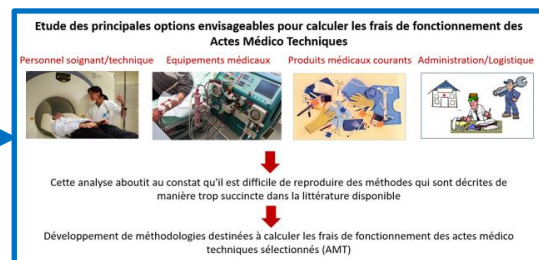 Etude des principales options envisageables pour calculer les frais de fonctionnement des
Actes Médico Techniques
Personnel soignant/technique Equipements médicaux Produits médicaux courants Administration/Logistique
Cette analyse aboutit au constat qu'il est difficile de reproduire des méthodes qui sont décrites de
manière trop succincte dans la littérature disponible
Développement de méthodologies destinées à calculer les frais de fonctionnement des actes médico
techniques sélectionnés (AMT)